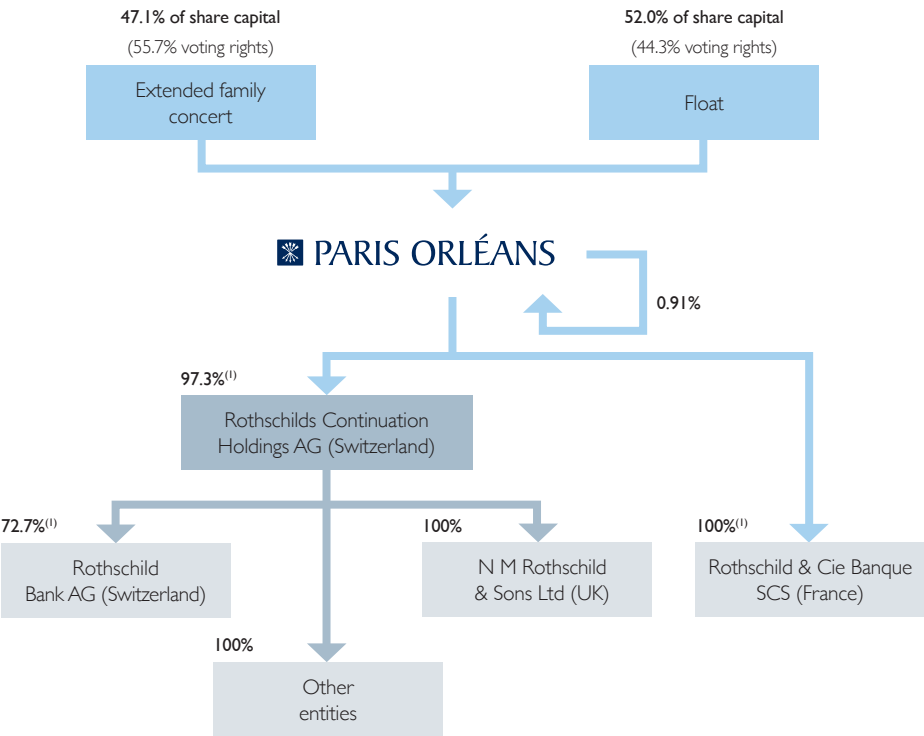 47.1% of share capital
(55.7% voting rights)
Extended family
concert
52.0% of share capital
(44.3% voting rights)
Float
PARIS ORLÉANS
0.91%
97.3%(1)
Rothschilds Continuation
Holdings AG (Switzerland)
72.7%(1)
Rothschild
Bank AG (Switzerland)
100%
N M Rothschild
& Sons Ltd (UK)
100%(1)
Rothschild & Cie Banque
SCS (France)
100%
Other
entities